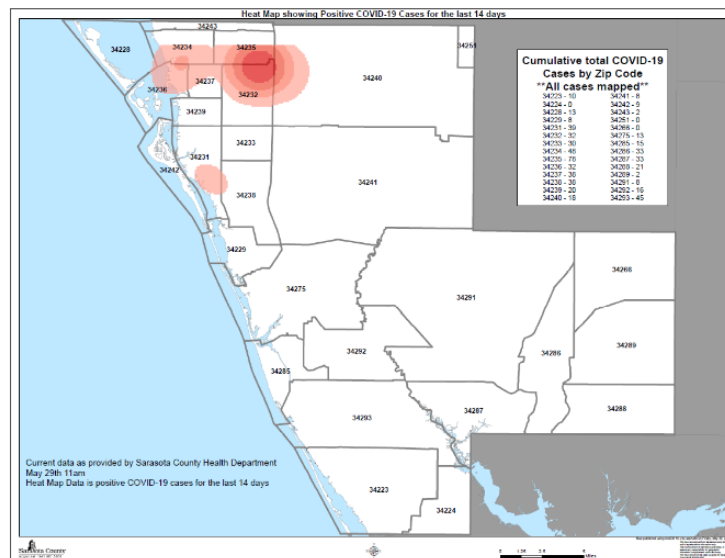 Heat Map showing Positive COVID-19 Cases for the last 14 days
34243
34228
34234
34235
34251
34240
34236
34237
34232
34239
34233
34231
34242
34238
34241
34229
34275
34291
34266
34289
34286
34292
34285
34287
34288
34293
34223
34224
Cumulative total COVID-19
Cases by Zip Code
**All cases mapped**
34223 - 10 34241 - 8
34224 - 0 34242 - 9
34228 - 13 34243 - 2
34229 - 8 34251 - 0
34231 - 39 34266 - 0
34232 - 32 34275 - 13
34233 - 30 34285 - 15
34234 - 48 34286 - 33
34235 - 78 34287 - 33
34236 - 32 34288 - 21
34237 - 38 34289 - 2
34238 - 38 34291 - 8
34239 - 20 34292 - 16
34240 - 18 34293 - 45
Current data as provided by Sarasota County Health Department
May 29th 11am
Heat Map Data is positive COVID-19 cases for the last 14 days
Sarasota County